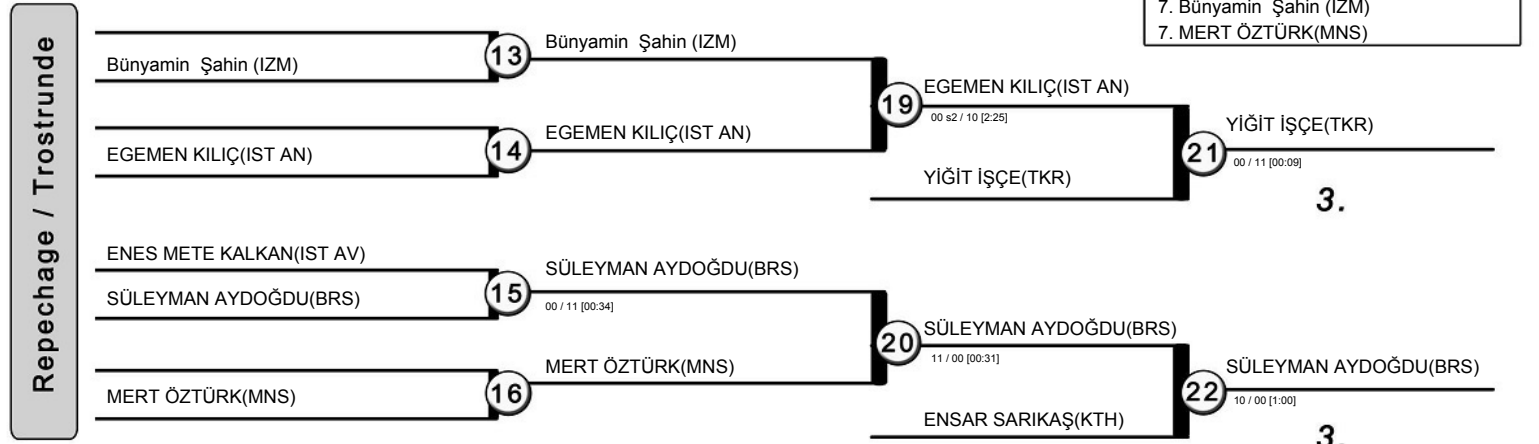 7. Bünyamin Şahin (IZM)
7. MERT ÖZTÜRK(MNS)
Repechage / Trostrunde
Bünyamin Şahin (IZM)
13
Bünyamin Şahin (IZM)
EGEMEN KILIÇ(IST AN)
14
EGEMEN KILIÇ(IST AN)
19
EGEMEN KILIÇ(IST AN)
00 s2 / 10 [2:25]
YİĞİT İŞÇE(TKR)
21
YİĞİT İŞÇE(TKR)
00 / 11 [00:09]
3.
ENES METE KALKAN(IST AV)
SÜLEYMAN AYDOĞDU(BRS)
15
SÜLEYMAN AYDOĞDU(BRS)
00 / 11 [00:34]
MERT ÖZTÜRK(MNS)
16
MERT ÖZTÜRK(MNS)
20
SÜLEYMAN AYDOĞDU(BRS)
11 / 00 [00:31]
ENSAR SARIKAŞ(KTH)
22
SÜLEYMAN AYDOĞDU(BRS)
10 / 00 [1:00]
3.